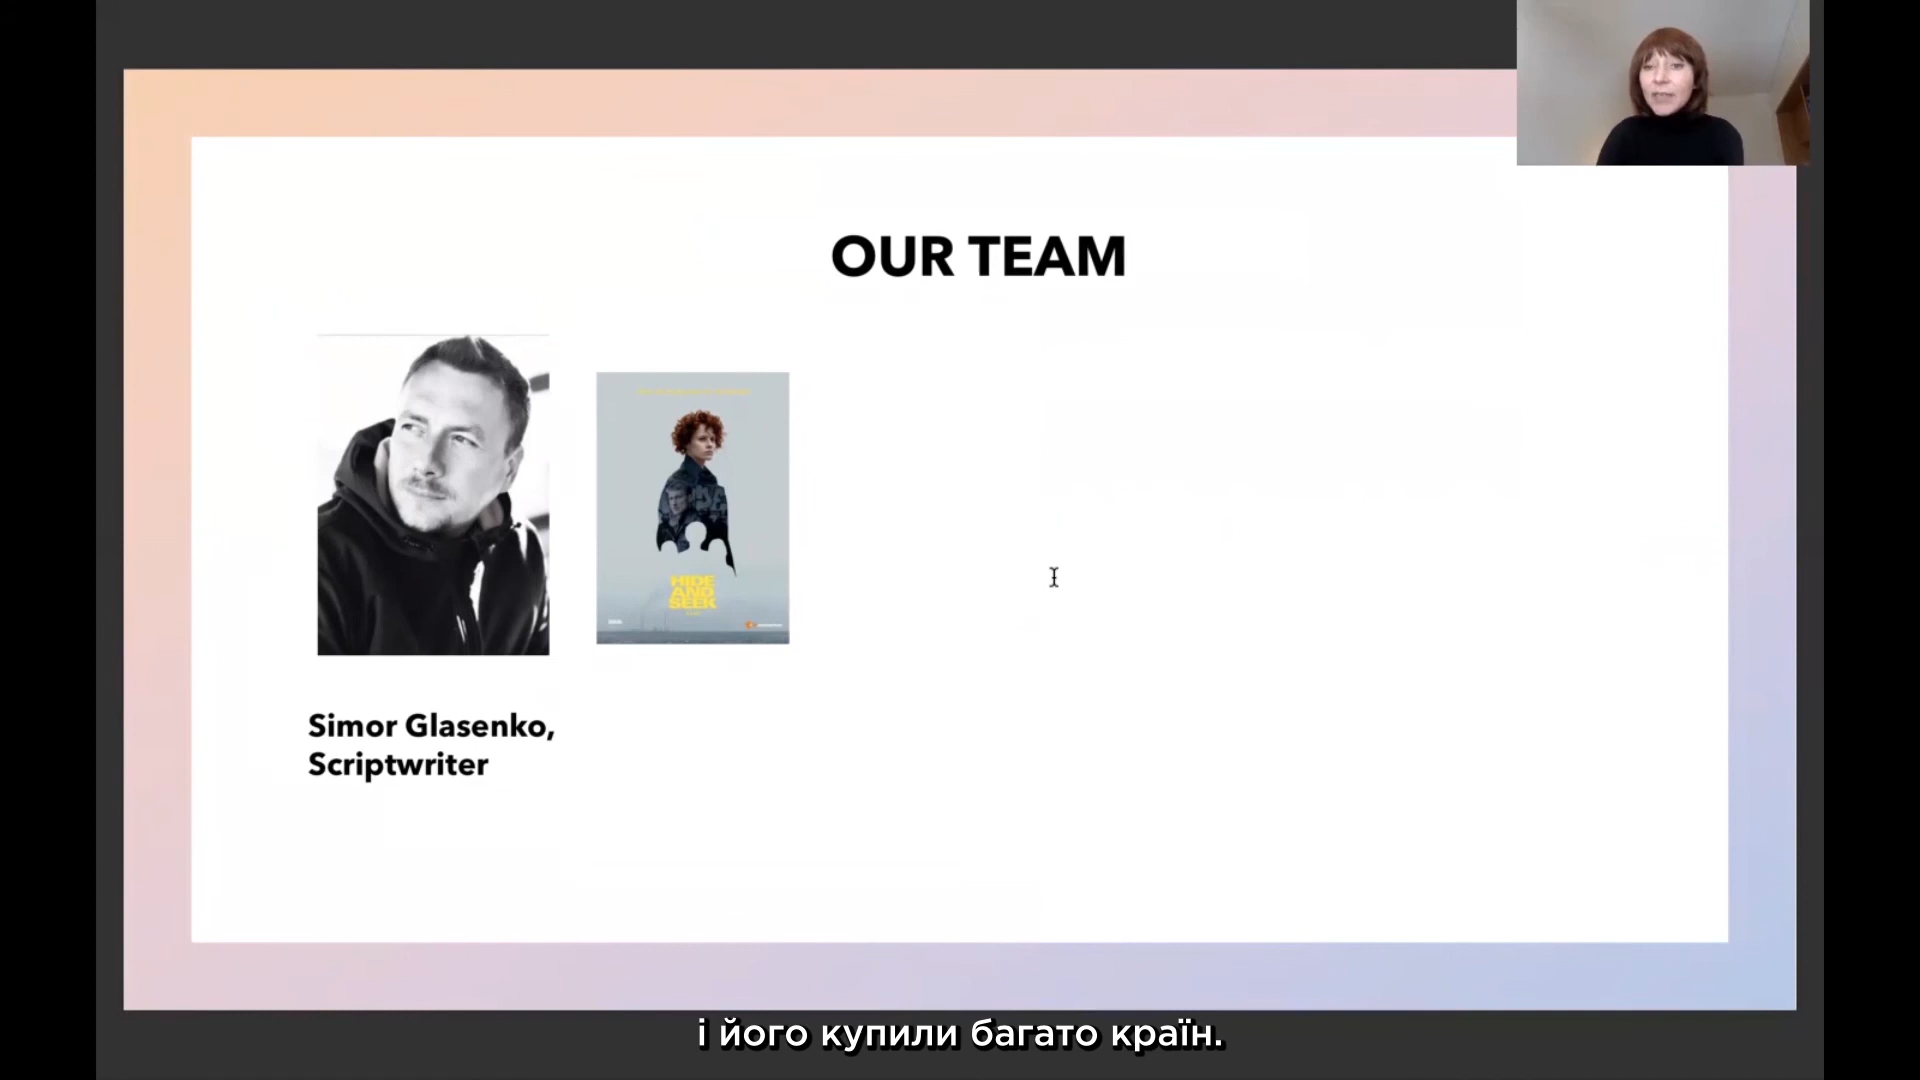 OUR TEAM
HIDE
AND
SEEK
Simor Glasenko,
Scriptwriter
і його купили багато країн.